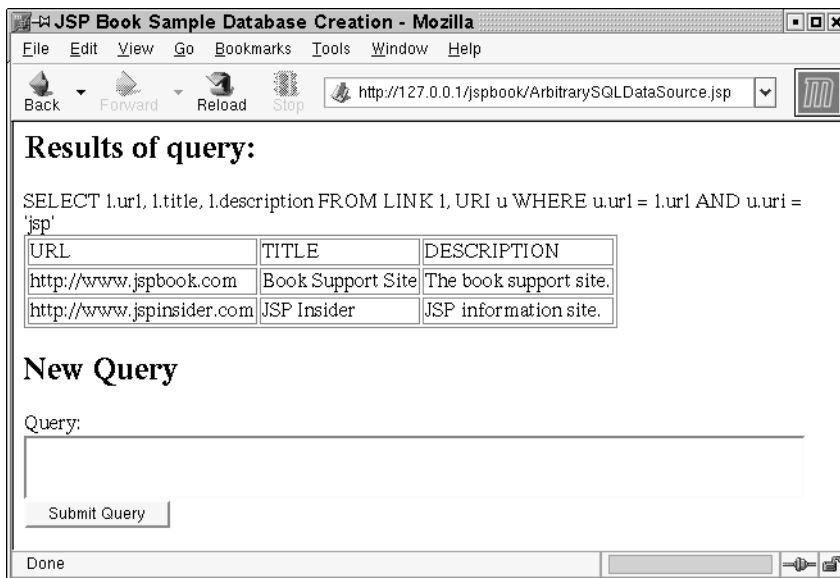 JSP Book Sample Database Creation - Mozilla
File Edit View Go Bookmarks Tools Window Help
Back Forward Reload Stop http://127.0.0.1/jspbook/ArbitrarySQLDataSource.jsp
Results of query:
SELECT l.url, l.title, l.description FROM LINK l, URI u WHERE u.url = l.url AND u.uri =
'jsp'
URL TITLE DESCRIPTION
http://www.jspbook.com Book Support Site The book support site.
http://www.jspinsider.com JSP Insider JSP information site.
New Query
Query:
Submit Query
Done